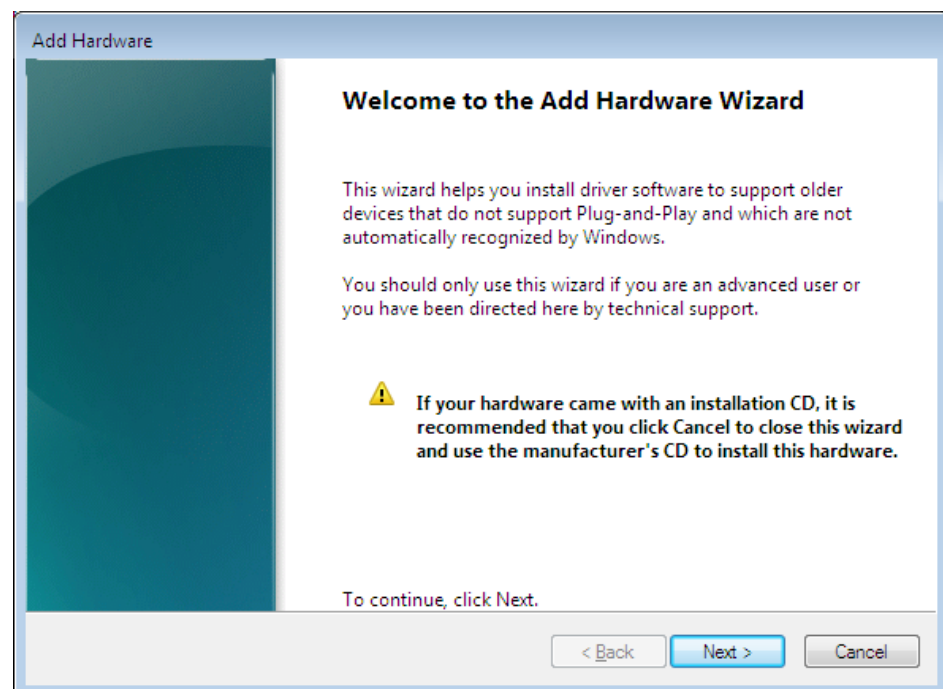 Add Hardware
Welcome to the Add Hardware Wizard
This wizard helps you install driver software to support older
devices that do not support Plug-and-Play and which are not
automatically recognized by Windows.
You should only use this wizard if you are an advanced user or
you have been directed here by technical support.
If your hardware came with an installation CD, it is
recommended that you click Cancel to close this wizard
and use the manufacturer's CD to install this hardware.
To continue, click Next.
< Back Next > Cancel